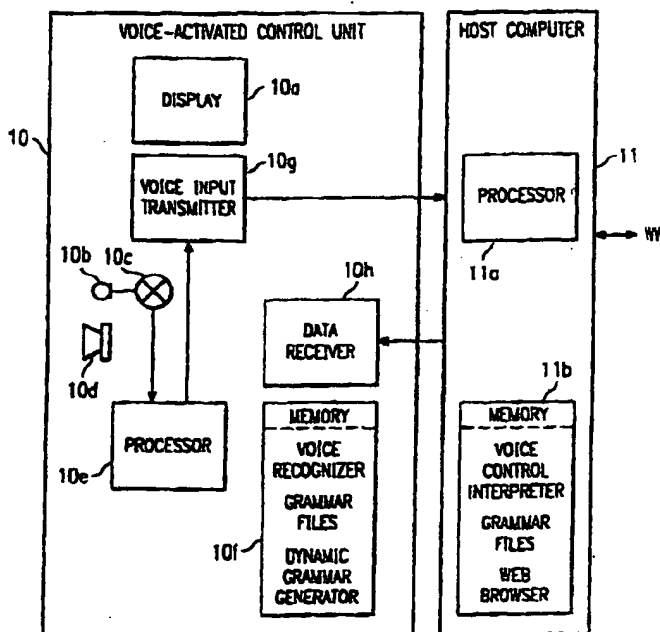 VOICE-ACTIVATED CONTROL UNIT
HOST COMPUTER
DISPLAY
10a
10
10g
VOICE INPUT
TRANSMITTER
11
PROCESSOR
11a
10b
10c
10h
DATA
RECEIVER
10d
PROCESSOR
10e
MEMORY
VOICE
RECOGNIZER
GRAMMAR
FILES
DYNAMIC
GRAMMAR
GENERATOR
10f
11b
MEMORY
VOICE
CONTROL
INTERPRETER
GRAMMAR
FILES
WEB
BROWSER